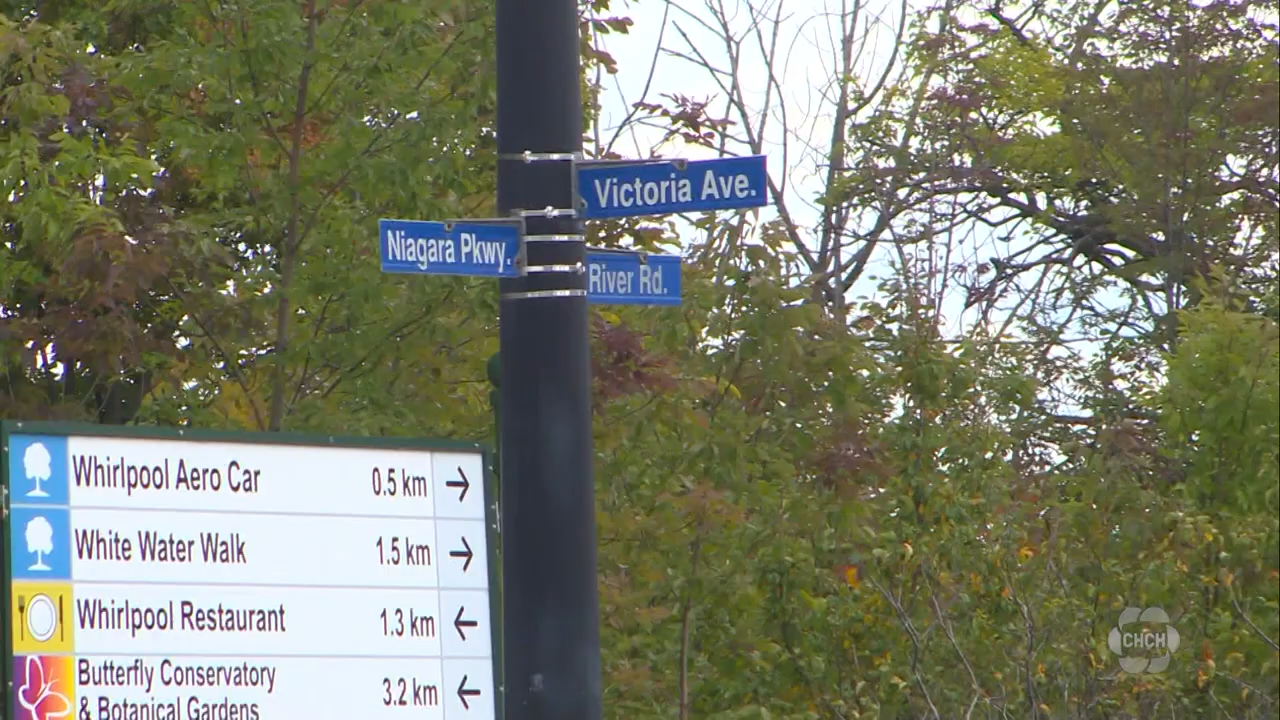 Victoria Ave.
Niagara Pkwy.
River Rd.
Whirlpool Aero Car 0.5 km →
White Water Walk 1.5 km →
Whirlpool Restaurant 1.3 km ←
Butterfly Conservatory
& Botanical Gardens 3.2 km ←
CHCH